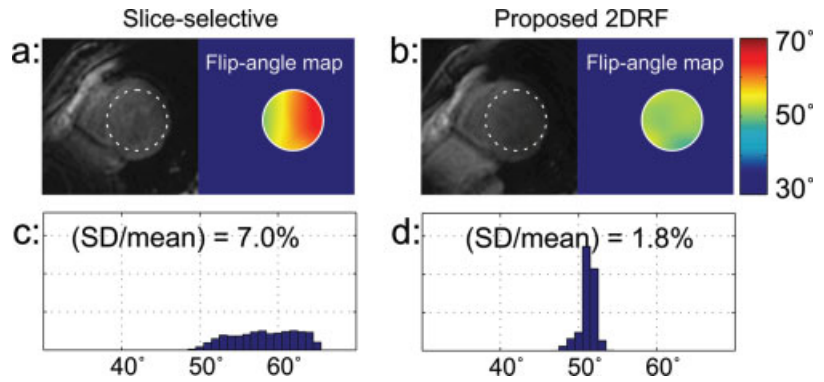 Slice-selective
Proposed 2DRF
a:
Flip-angle map
b:
Flip-angle map
70°
50°
30°
c:
(SD/mean) = 7.0%
d:
(SD/mean) = 1.8%
40° 50° 60°
40° 50° 60°